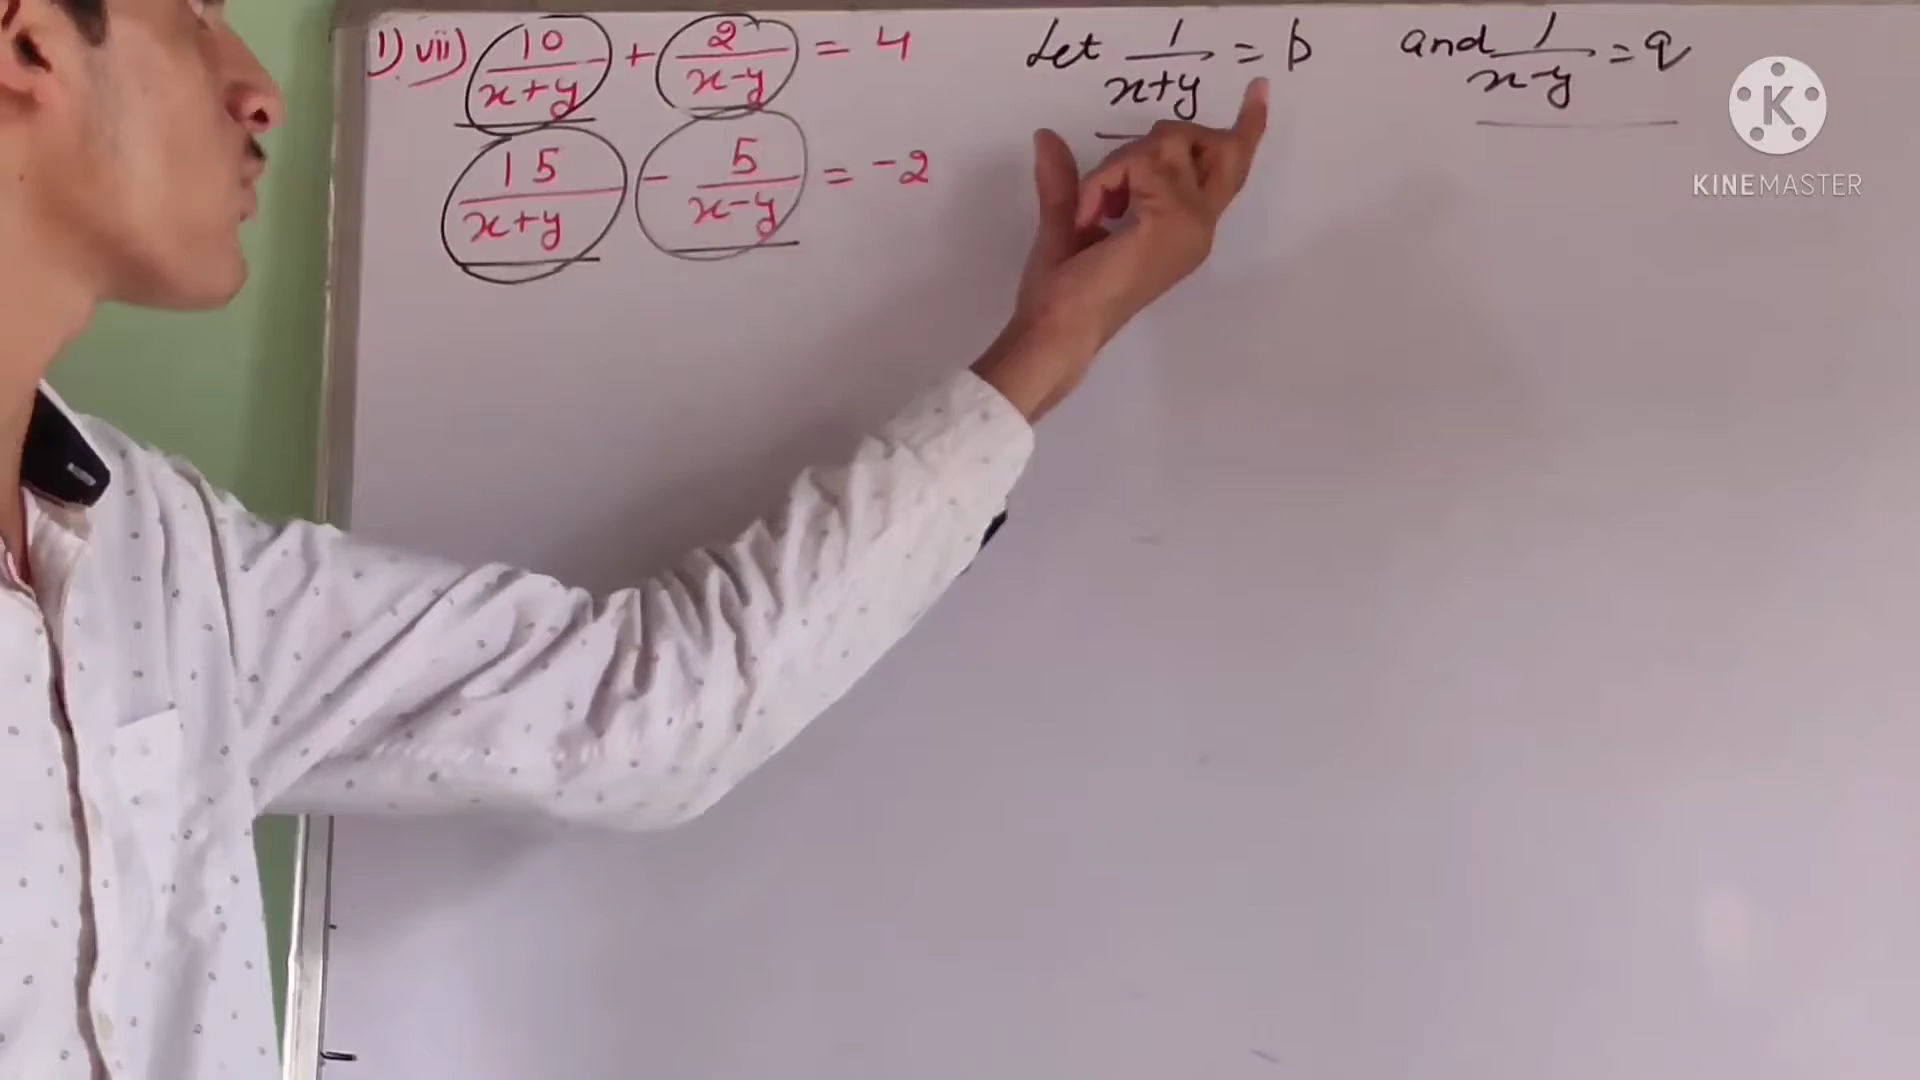 1) vii) 10/(x+y) + 2/(x-y) = 4
15/(x+y) - 5/(x-y) = -2
Let 1/(x+y) = p and 1/(x-y) = q
K
KINEMASTER